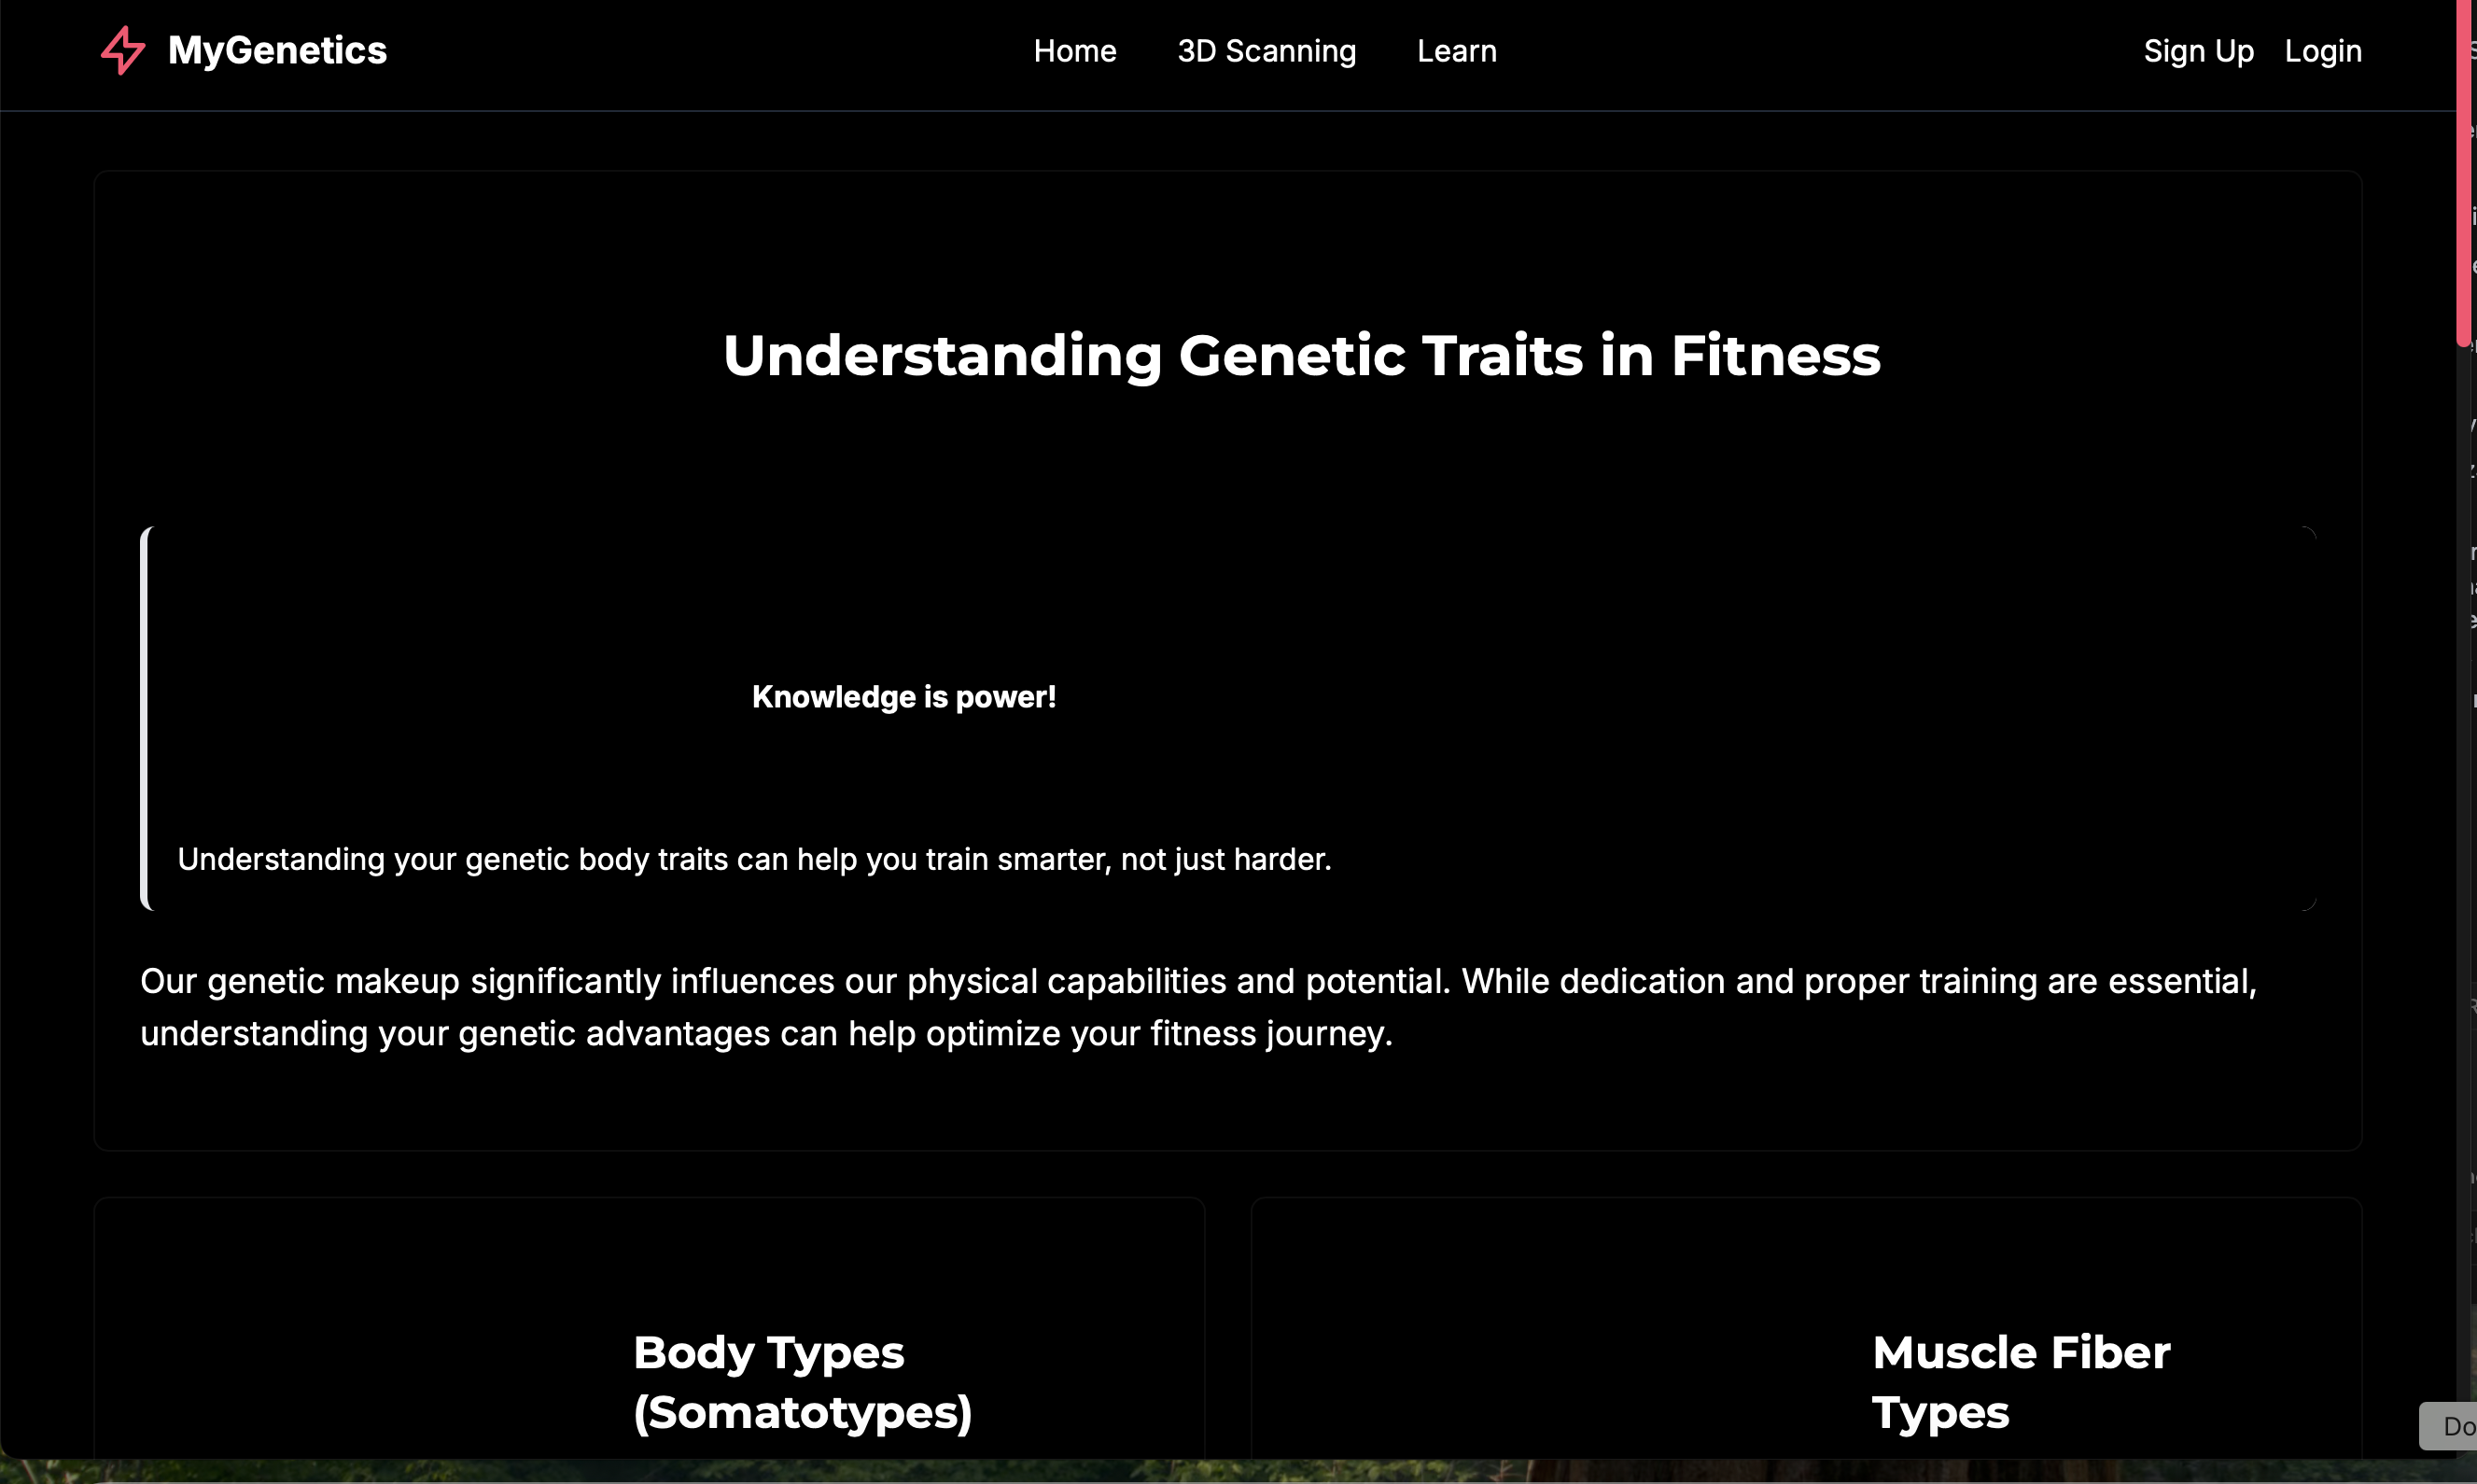 MyGenetics
Home 3D Scanning Learn
Sign Up Login
Understanding Genetic Traits in Fitness
Knowledge is power!
Understanding your genetic body traits can help you train smarter, not just harder.
Our genetic makeup significantly influences our physical capabilities and potential. While dedication and proper training are essential,
understanding your genetic advantages can help optimize your fitness journey.
Body Types
(Somatotypes)
Muscle Fiber
Types